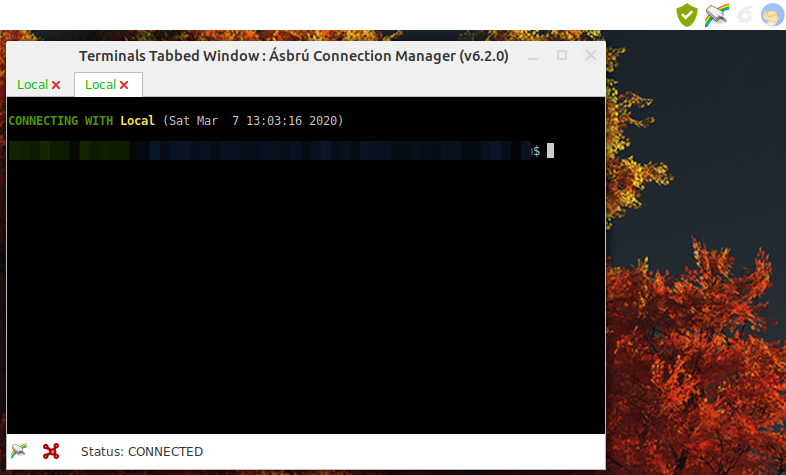 Terminals Tabbed Window : Ásbrú Connection Manager (v6.2.0)
Local Local
CONNECTING WITH Local (Sat Mar  7 13:03:16 2020)
$
Status: CONNECTED